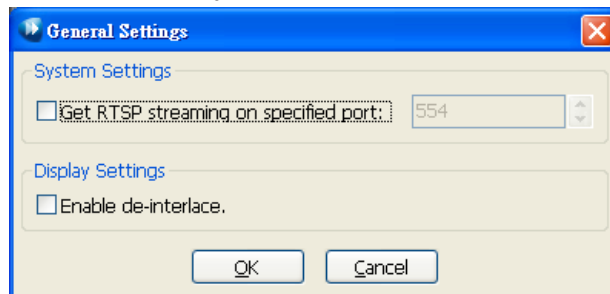 General Settings
System Settings
Get RTSP streaming on specified port: 554
Display Settings
Enable de-interlace.
OK Cancel